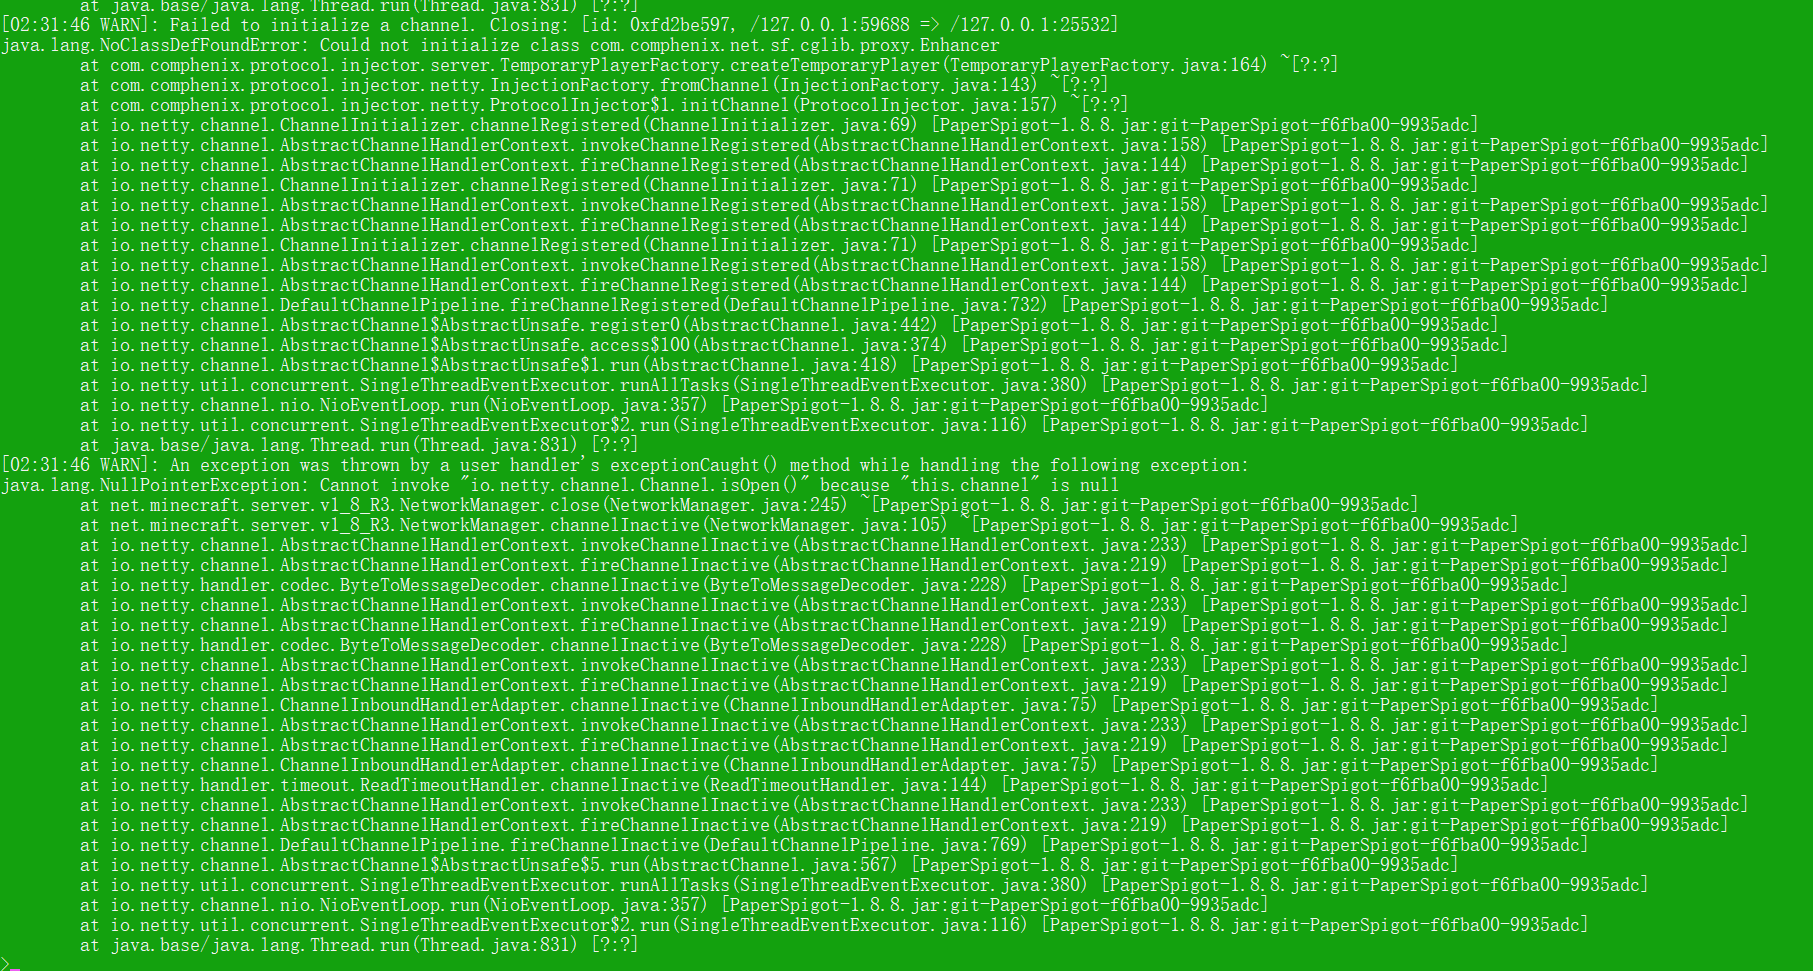 at java.base/java.lang.Thread.run(Thread.java:831) [?:?]
[02:31:46 WARN]: Failed to initialize a channel. Closing: [id: 0xfd2be597, /127.0.0.1:59688 => /127.0.0.1:25532]
java.lang.NoClassDefFoundError: Could not initialize class com.comphenix.net.sf.cglib.proxy.Enhancer
at com.comphenix.protocol.injector.server.TemporaryPlayerFactory.createTemporaryPlayer(TemporaryPlayerFactory.java:164) ~[?:?]
at com.comphenix.protocol.injector.netty.InjectionFactory.fromChannel(InjectionFactory.java:143) ~[?:?]
at com.comphenix.protocol.injector.netty.ProtocolInjector$1.initChannel(ProtocolInjector.java:157) ~[?:?]
at io.netty.channel.ChannelInitializer.channelRegistered(ChannelInitializer.java:69) [PaperSpigot-1.8.8.jar:git-PaperSpigot-f6fba00-9935adc]
at io.netty.channel.AbstractChannelHandlerContext.invokeChannelRegistered(AbstractChannelHandlerContext.java:158) [PaperSpigot-1.8.8.jar:git-PaperSpigot-f6fba00-9935adc]
at io.netty.channel.AbstractChannelHandlerContext.fireChannelRegistered(AbstractChannelHandlerContext.java:144) [PaperSpigot-1.8.8.jar:git-PaperSpigot-f6fba00-9935adc]
at io.netty.channel.ChannelInitializer.channelRegistered(ChannelInitializer.java:71) [PaperSpigot-1.8.8.jar:git-PaperSpigot-f6fba00-9935adc]
at io.netty.channel.AbstractChannelHandlerContext.invokeChannelRegistered(AbstractChannelHandlerContext.java:158) [PaperSpigot-1.8.8.jar:git-PaperSpigot-f6fba00-9935adc]
at io.netty.channel.AbstractChannelHandlerContext.fireChannelRegistered(AbstractChannelHandlerContext.java:144) [PaperSpigot-1.8.8.jar:git-PaperSpigot-f6fba00-9935adc]
at io.netty.channel.ChannelInitializer.channelRegistered(ChannelInitializer.java:71) [PaperSpigot-1.8.8.jar:git-PaperSpigot-f6fba00-9935adc]
at io.netty.channel.AbstractChannelHandlerContext.invokeChannelRegistered(AbstractChannelHandlerContext.java:158) [PaperSpigot-1.8.8.jar:git-PaperSpigot-f6fba00-9935adc]
at io.netty.channel.AbstractChannelHandlerContext.fireChannelRegistered(AbstractChannelHandlerContext.java:144) [PaperSpigot-1.8.8.jar:git-PaperSpigot-f6fba00-9935adc]
at io.netty.channel.DefaultChannelPipeline.fireChannelRegistered(DefaultChannelPipeline.java:732) [PaperSpigot-1.8.8.jar:git-PaperSpigot-f6fba00-9935adc]
at io.netty.channel.AbstractChannel$AbstractUnsafe.register0(AbstractChannel.java:442) [PaperSpigot-1.8.8.jar:git-PaperSpigot-f6fba00-9935adc]
at io.netty.channel.AbstractChannel$AbstractUnsafe.access$100(AbstractChannel.java:374) [PaperSpigot-1.8.8.jar:git-PaperSpigot-f6fba00-9935adc]
at io.netty.channel.AbstractChannel$AbstractUnsafe$1.run(AbstractChannel.java:418) [PaperSpigot-1.8.8.jar:git-PaperSpigot-f6fba00-9935adc]
at io.netty.util.concurrent.SingleThreadEventExecutor.runAllTasks(SingleThreadEventExecutor.java:380) [PaperSpigot-1.8.8.jar:git-PaperSpigot-f6fba00-9935adc]
at io.netty.channel.nio.NioEventLoop.run(NioEventLoop.java:357) [PaperSpigot-1.8.8.jar:git-PaperSpigot-f6fba00-9935adc]
at io.netty.util.concurrent.SingleThreadEventExecutor$2.run(SingleThreadEventExecutor.java:116) [PaperSpigot-1.8.8.jar:git-PaperSpigot-f6fba00-9935adc]
at java.base/java.lang.Thread.run(Thread.java:831) [?:?]
[02:31:46 WARN]: An exception was thrown by a user handler's exceptionCaught() method while handling the following exception:
java.lang.NullPointerException: Cannot invoke "io.netty.channel.Channel.isOpen()" because "this.channel" is null
at net.minecraft.server.v1_8_R3.NetworkManager.close(NetworkManager.java:245) ~[PaperSpigot-1.8.8.jar:git-PaperSpigot-f6fba00-9935adc]
at net.minecraft.server.v1_8_R3.NetworkManager.channelInactive(NetworkManager.java:105) ~[PaperSpigot-1.8.8.jar:git-PaperSpigot-f6fba00-9935adc]
at io.netty.channel.AbstractChannelHandlerContext.invokeChannelInactive(AbstractChannelHandlerContext.java:233) [PaperSpigot-1.8.8.jar:git-PaperSpigot-f6fba00-9935adc]
at io.netty.channel.AbstractChannelHandlerContext.fireChannelInactive(AbstractChannelHandlerContext.java:219) [PaperSpigot-1.8.8.jar:git-PaperSpigot-f6fba00-9935adc]
at io.netty.handler.codec.ByteToMessageDecoder.channelInactive(ByteToMessageDecoder.java:228) [PaperSpigot-1.8.8.jar:git-PaperSpigot-f6fba00-9935adc]
at io.netty.channel.AbstractChannelHandlerContext.invokeChannelInactive(AbstractChannelHandlerContext.java:233) [PaperSpigot-1.8.8.jar:git-PaperSpigot-f6fba00-9935adc]
at io.netty.channel.AbstractChannelHandlerContext.fireChannelInactive(AbstractChannelHandlerContext.java:219) [PaperSpigot-1.8.8.jar:git-PaperSpigot-f6fba00-9935adc]
at io.netty.handler.codec.ByteToMessageDecoder.channelInactive(ByteToMessageDecoder.java:228) [PaperSpigot-1.8.8.jar:git-PaperSpigot-f6fba00-9935adc]
at io.netty.channel.AbstractChannelHandlerContext.invokeChannelInactive(AbstractChannelHandlerContext.java:233) [PaperSpigot-1.8.8.jar:git-PaperSpigot-f6fba00-9935adc]
at io.netty.channel.AbstractChannelHandlerContext.fireChannelInactive(AbstractChannelHandlerContext.java:219) [PaperSpigot-1.8.8.jar:git-PaperSpigot-f6fba00-9935adc]
at io.netty.channel.ChannelInboundHandlerAdapter.channelInactive(ChannelInboundHandlerAdapter.java:75) [PaperSpigot-1.8.8.jar:git-PaperSpigot-f6fba00-9935adc]
at io.netty.channel.AbstractChannelHandlerContext.invokeChannelInactive(AbstractChannelHandlerContext.java:233) [PaperSpigot-1.8.8.jar:git-PaperSpigot-f6fba00-9935adc]
at io.netty.channel.AbstractChannelHandlerContext.fireChannelInactive(AbstractChannelHandlerContext.java:219) [PaperSpigot-1.8.8.jar:git-PaperSpigot-f6fba00-9935adc]
at io.netty.channel.ChannelInboundHandlerAdapter.channelInactive(ChannelInboundHandlerAdapter.java:75) [PaperSpigot-1.8.8.jar:git-PaperSpigot-f6fba00-9935adc]
at io.netty.handler.timeout.ReadTimeoutHandler.channelInactive(ReadTimeoutHandler.java:144) [PaperSpigot-1.8.8.jar:git-PaperSpigot-f6fba00-9935adc]
at io.netty.channel.AbstractChannelHandlerContext.invokeChannelInactive(AbstractChannelHandlerContext.java:233) [PaperSpigot-1.8.8.jar:git-PaperSpigot-f6fba00-9935adc]
at io.netty.channel.AbstractChannelHandlerContext.fireChannelInactive(AbstractChannelHandlerContext.java:219) [PaperSpigot-1.8.8.jar:git-PaperSpigot-f6fba00-9935adc]
at io.netty.channel.DefaultChannelPipeline.fireChannelInactive(DefaultChannelPipeline.java:769) [PaperSpigot-1.8.8.jar:git-PaperSpigot-f6fba00-9935adc]
at io.netty.channel.AbstractChannel$AbstractUnsafe$5.run(AbstractChannel.java:567) [PaperSpigot-1.8.8.jar:git-PaperSpigot-f6fba00-9935adc]
at io.netty.util.concurrent.SingleThreadEventExecutor.runAllTasks(SingleThreadEventExecutor.java:380) [PaperSpigot-1.8.8.jar:git-PaperSpigot-f6fba00-9935adc]
at io.netty.channel.nio.NioEventLoop.run(NioEventLoop.java:357) [PaperSpigot-1.8.8.jar:git-PaperSpigot-f6fba00-9935adc]
at io.netty.util.concurrent.SingleThreadEventExecutor$2.run(SingleThreadEventExecutor.java:116) [PaperSpigot-1.8.8.jar:git-PaperSpigot-f6fba00-9935adc]
at java.base/java.lang.Thread.run(Thread.java:831) [?:?]
>